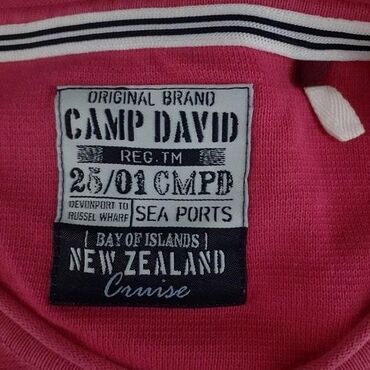 ORIGINAL BRAND
CAMP DAVID
REG.TM
25/01 CMPD
DEVONPORT TO
RUSSEL WHARF
SEA PORTS
[ BAY OF ISLANDS ]
NEW ZEALAND
Cruise